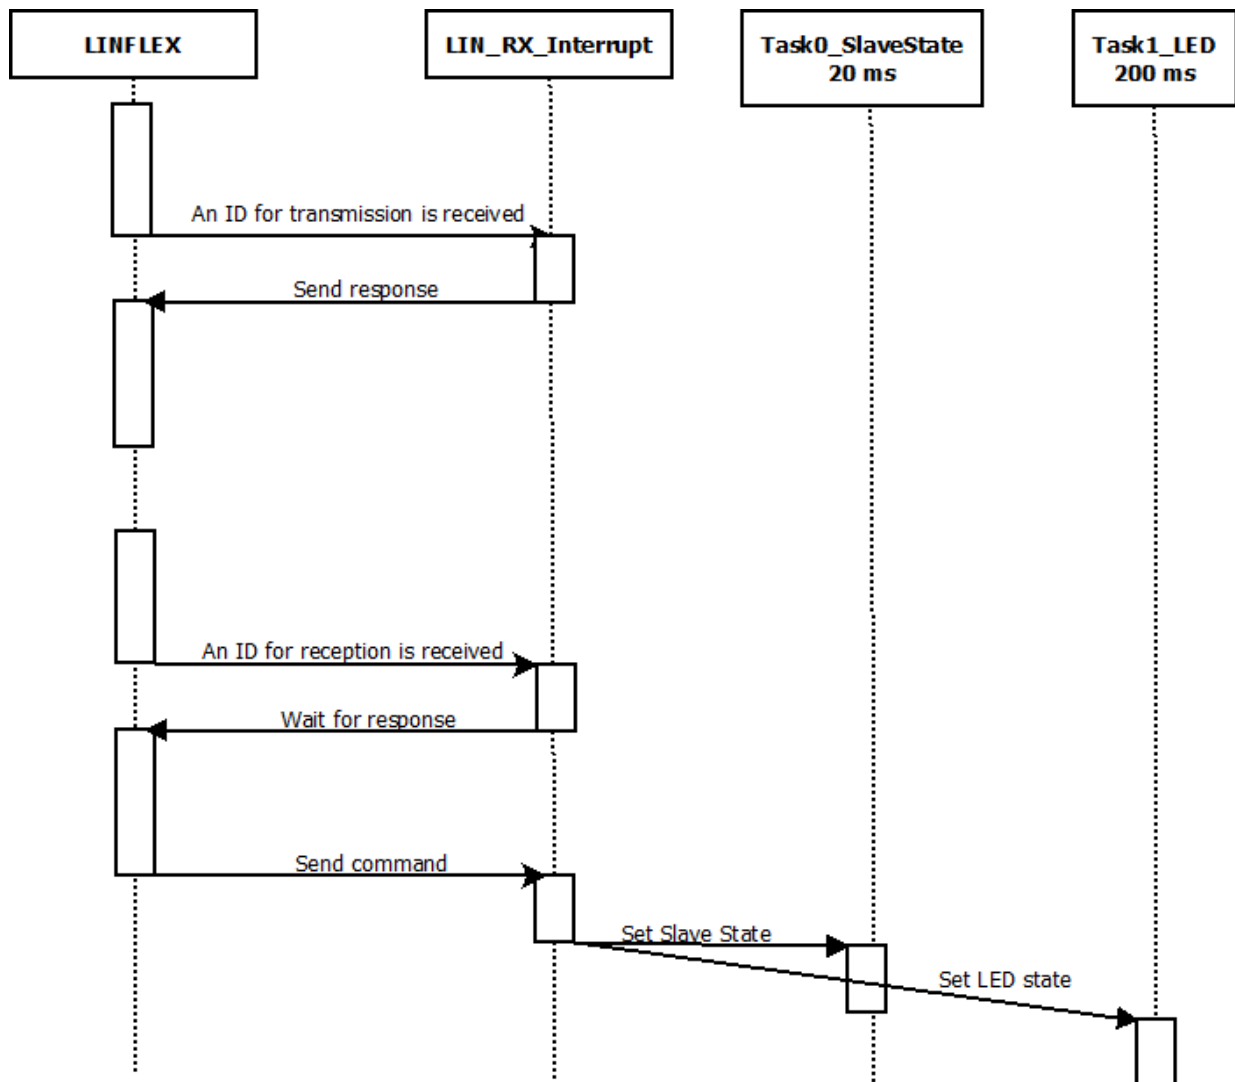 LINFLEX
LIN_RX_Interrupt
Task0_SlaveState
20 ms
Task1_LED
200 ms
An ID for transmission is received
Send response
An ID for reception is received
Wait for response
Send command
Set Slave State
Set LED state